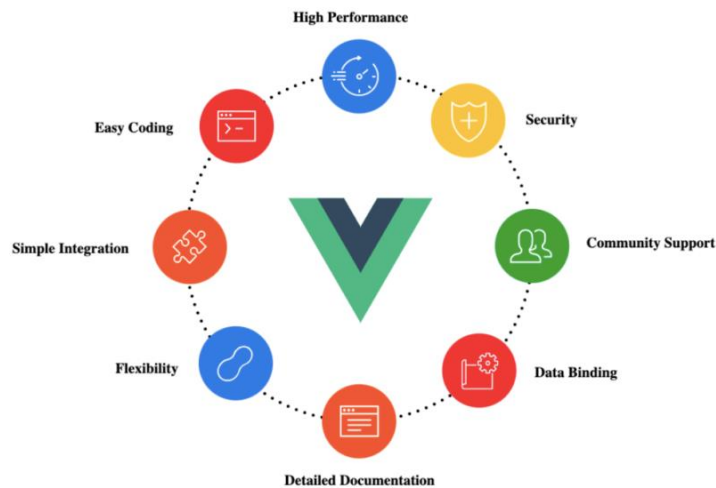 High Performance
Easy Coding
Security
Simple Integration
Community Support
Flexibility
Data Binding
Detailed Documentation